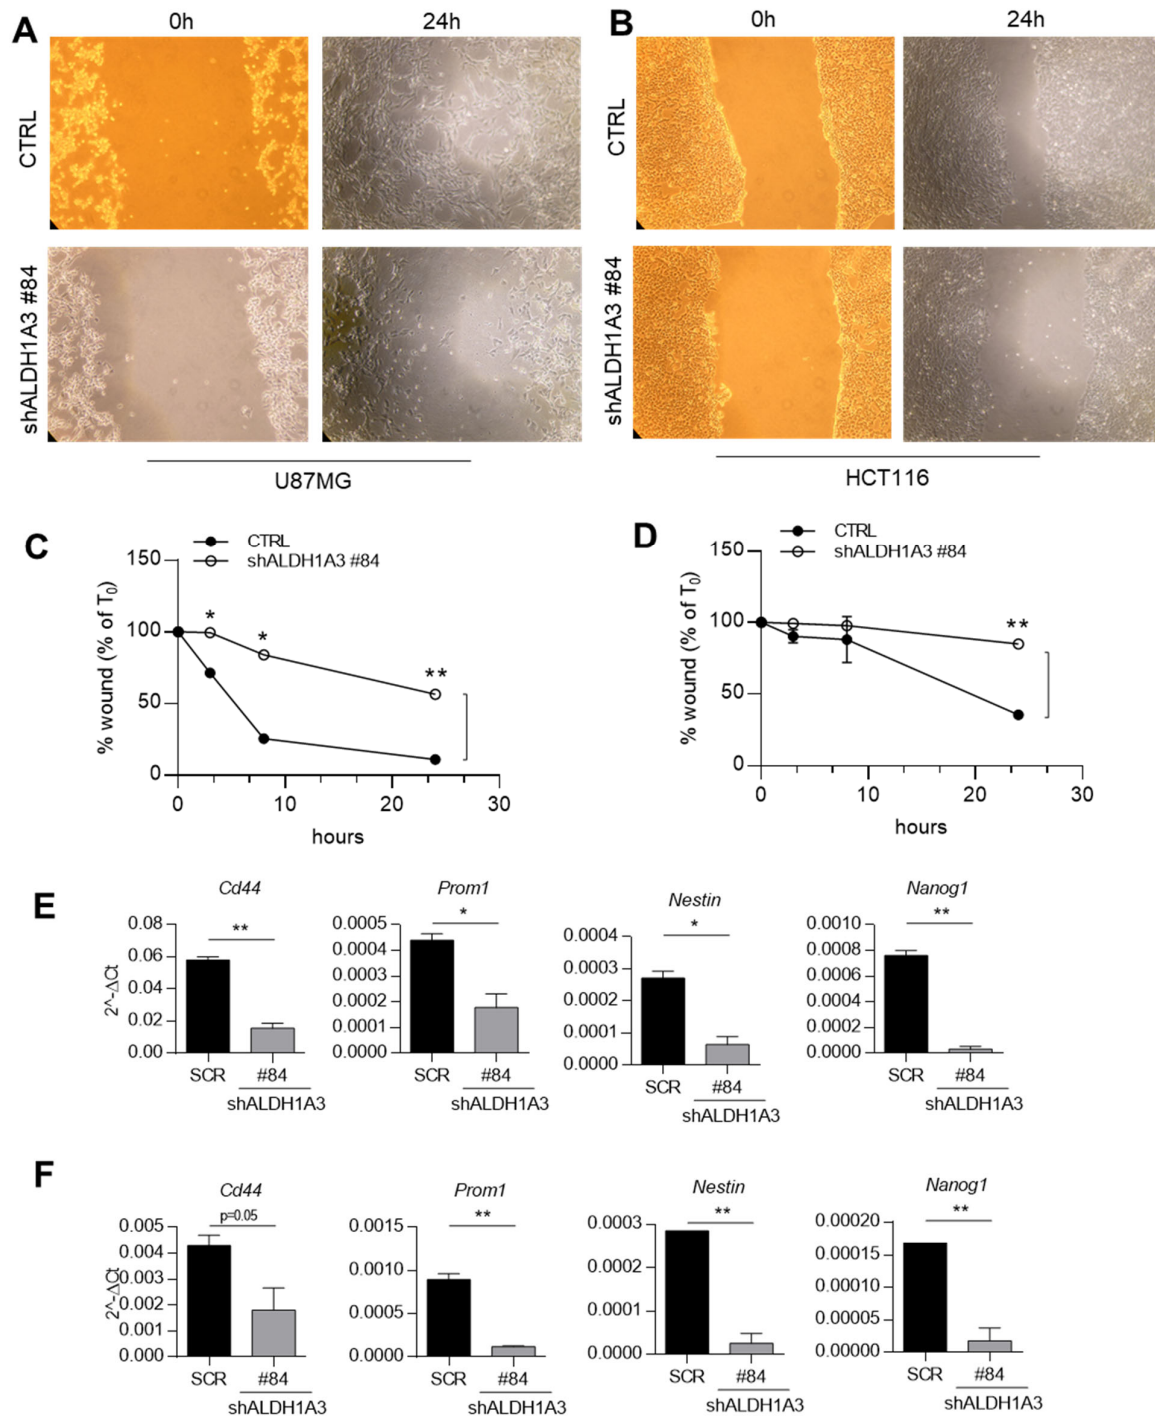 A
0h
24h
B
0h
24h
CTRL
CTRL
shALDH1A3 #84
shALDH1A3 #84
U87MG
HCT116
C
CTRL
shALDH1A3 #84
% wound (% of T0)
150
100
50
0
*
*
**
0
10
20
30
hours
D
CTRL
shALDH1A3 #84
% wound (% of T0)
150
100
50
0
**
0
10
20
30
hours
E
Cd44
2^-ΔCt
0.08
0.06
0.04
0.02
0.00
**
SCR
#84
shALDH1A3
Prom1
0.0005
0.0004
0.0003
0.0002
0.0001
0.0000
*
SCR
#84
shALDH1A3
Nestin
0.0004
0.0003
0.0002
0.0001
0.0000
*
SCR
#84
shALDH1A3
Nanog1
0.0010
0.0008
0.0006
0.0004
0.0002
0.0000
**
SCR
#84
shALDH1A3
F
Cd44
2^-ΔCt
p=0.05
0.005
0.004
0.003
0.002
0.001
0.000
SCR
#84
shALDH1A3
Prom1
**
0.0015
0.0010
0.0005
0.0000
SCR
#84
shALDH1A3
Nestin
**
0.0003
0.0002
0.0001
0.0000
SCR
#84
shALDH1A3
Nanog1
**
0.00020
0.00015
0.00010
0.00005
0.00000
SCR
#84
shALDH1A3